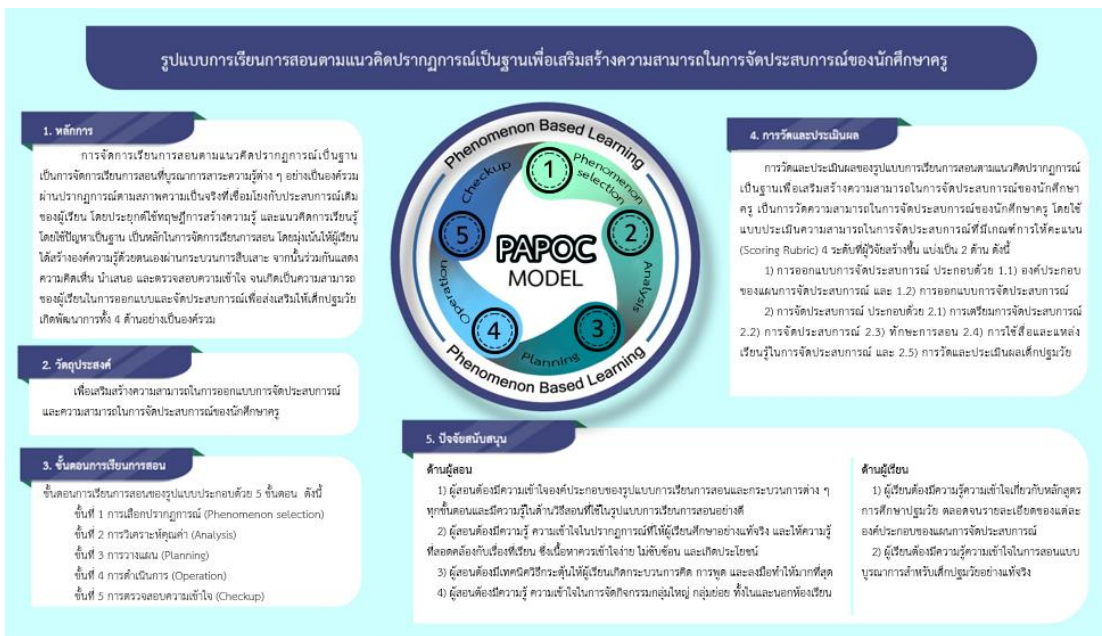 รูปแบบการเรียนการสอนตามแนวคิดปรากฏการณ์เป็นฐานเพื่อเสริมสร้างความสามารถในการจัดประสบการณ์ของนักศึกษาครู
1. หลักการ
การจัดการเรียนการสอนตามแนวคิดปรากฏการณ์เป็นฐาน
เป็นการจัดการเรียนการสอนที่บูรณาการสาระความรู้ต่าง ๆ อย่างเป็นองค์รวม
ผ่านปรากฏการณ์ตามสภาพความเป็นจริงที่เชื่อมโยงกับประสบการณ์เดิม
ของผู้เรียน โดยประยุกต์ใช้ทฤษฎีการสร้างความรู้ และแนวคิดการเรียนรู้
โดยใช้ปัญหาเป็นฐาน เป็นหลักในการจัดการเรียนการสอน โดยมุ่งเน้นให้ผู้เรียน
ได้สร้างองค์ความรู้ด้วยตนเองผ่านกระบวนการสืบเสาะ จากนั้นร่วมกันแสดง
ความคิดเห็น นำเสนอ และตรวจสอบความเข้าใจ จนเกิดเป็นความสามารถ
ของผู้เรียนในการออกแบบและจัดประสบการณ์เพื่อส่งเสริมให้เด็กปฐมวัย
เกิดพัฒนาการทั้ง 4 ด้านอย่างเป็นองค์รวม
2. วัตถุประสงค์
เพื่อเสริมสร้างความสามารถในการออกแบบการจัดประสบการณ์
และความสามารถในการจัดประสบการณ์ของนักศึกษาครู
3. ขั้นตอนการเรียนการสอน
ขั้นตอนการเรียนการสอนของรูปแบบประกอบด้วย 5 ขั้นตอน ดังนี้
ขั้นที่ 1 การเลือกปรากฏการณ์ (Phenomenon selection)
ขั้นที่ 2 การวิเคราะห์คุณค่า (Analysis)
ขั้นที่ 3 การวางแผน (Planning)
ขั้นที่ 4 การดำเนินการ (Operation)
ขั้นที่ 5 การตรวจสอบความเข้าใจ (Checkup)
Phenomenon Based Learning
1
Phenomenon
selection
2
Analysis
3
Planning
4
Operation
5
Checkup
PAPOC
MODEL
Phenomenon Based Learning
4. การวัดและประเมินผล
การวัดและประเมินผลของรูปแบบการเรียนการสอนตามแนวคิดปรากฏการณ์
เป็นฐานเพื่อเสริมสร้างความสามารถในการจัดประสบการณ์ของนักศึกษา
ครู เป็นการวัดความสามารถในการจัดประสบการณ์ของนักศึกษาครู โดยใช้
แบบประเมินความสามารถในการจัดประสบการณ์ที่มีเกณฑ์การให้คะแนน
(Scoring Rubric) 4 ระดับที่ผู้วิจัยสร้างขึ้น แบ่งเป็น 2 ด้าน ดังนี้
1) การออกแบบการจัดประสบการณ์ ประกอบด้วย 1.1) องค์ประกอบ
ของแผนการจัดประสบการณ์ และ 1.2) การออกแบบการจัดประสบการณ์
2) การจัดประสบการณ์ ประกอบด้วย 2.1) การเตรียมการจัดประสบการณ์
2.2) การจัดประสบการณ์ 2.3) ทักษะการสอน 2.4) การใช้สื่อและแหล่ง
เรียนรู้ในการจัดประสบการณ์ และ 2.5) การวัดและประเมินผลเด็กปฐมวัย
5. ปัจจัยสนับสนุน
ด้านผู้สอน
1) ผู้สอนต้องมีความเข้าใจองค์ประกอบของรูปแบบการเรียนการสอนและกระบวนการต่าง ๆ
ทุกขั้นตอนและมีความรู้ในด้านวิธีสอนที่ใช้ในรูปแบบการเรียนการสอนอย่างดี
2) ผู้สอนต้องมีความรู้ ความเข้าใจในปรากฏการณ์ที่ให้ผู้เรียนศึกษาอย่างแท้จริง และให้ความรู้
ที่สอดคล้องกับเรื่องที่เรียน ซึ่งเนื้อหาควรเข้าใจง่าย ไม่ซับซ้อน และเกิดประโยชน์
3) ผู้สอนต้องมีเทคนิควิธีกระตุ้นให้ผู้เรียนเกิดกระบวนการคิด การพูด และลงมือทำให้มากที่สุด
4) ผู้สอนต้องมีความรู้ ความเข้าใจในการจัดกิจกรรมกลุ่มใหญ่ กลุ่มย่อย ทั้งในและนอกห้องเรียน
ด้านผู้เรียน
1) ผู้เรียนต้องมีความรู้ความเข้าใจเกี่ยวกับหลักสูตร
การศึกษาปฐมวัย ตลอดจนรายละเอียดของแต่ละ
องค์ประกอบของแผนการจัดประสบการณ์
2) ผู้เรียนต้องมีความรู้ความเข้าใจในการสอนแบบ
บูรณาการสำหรับเด็กปฐมวัยอย่างแท้จริง